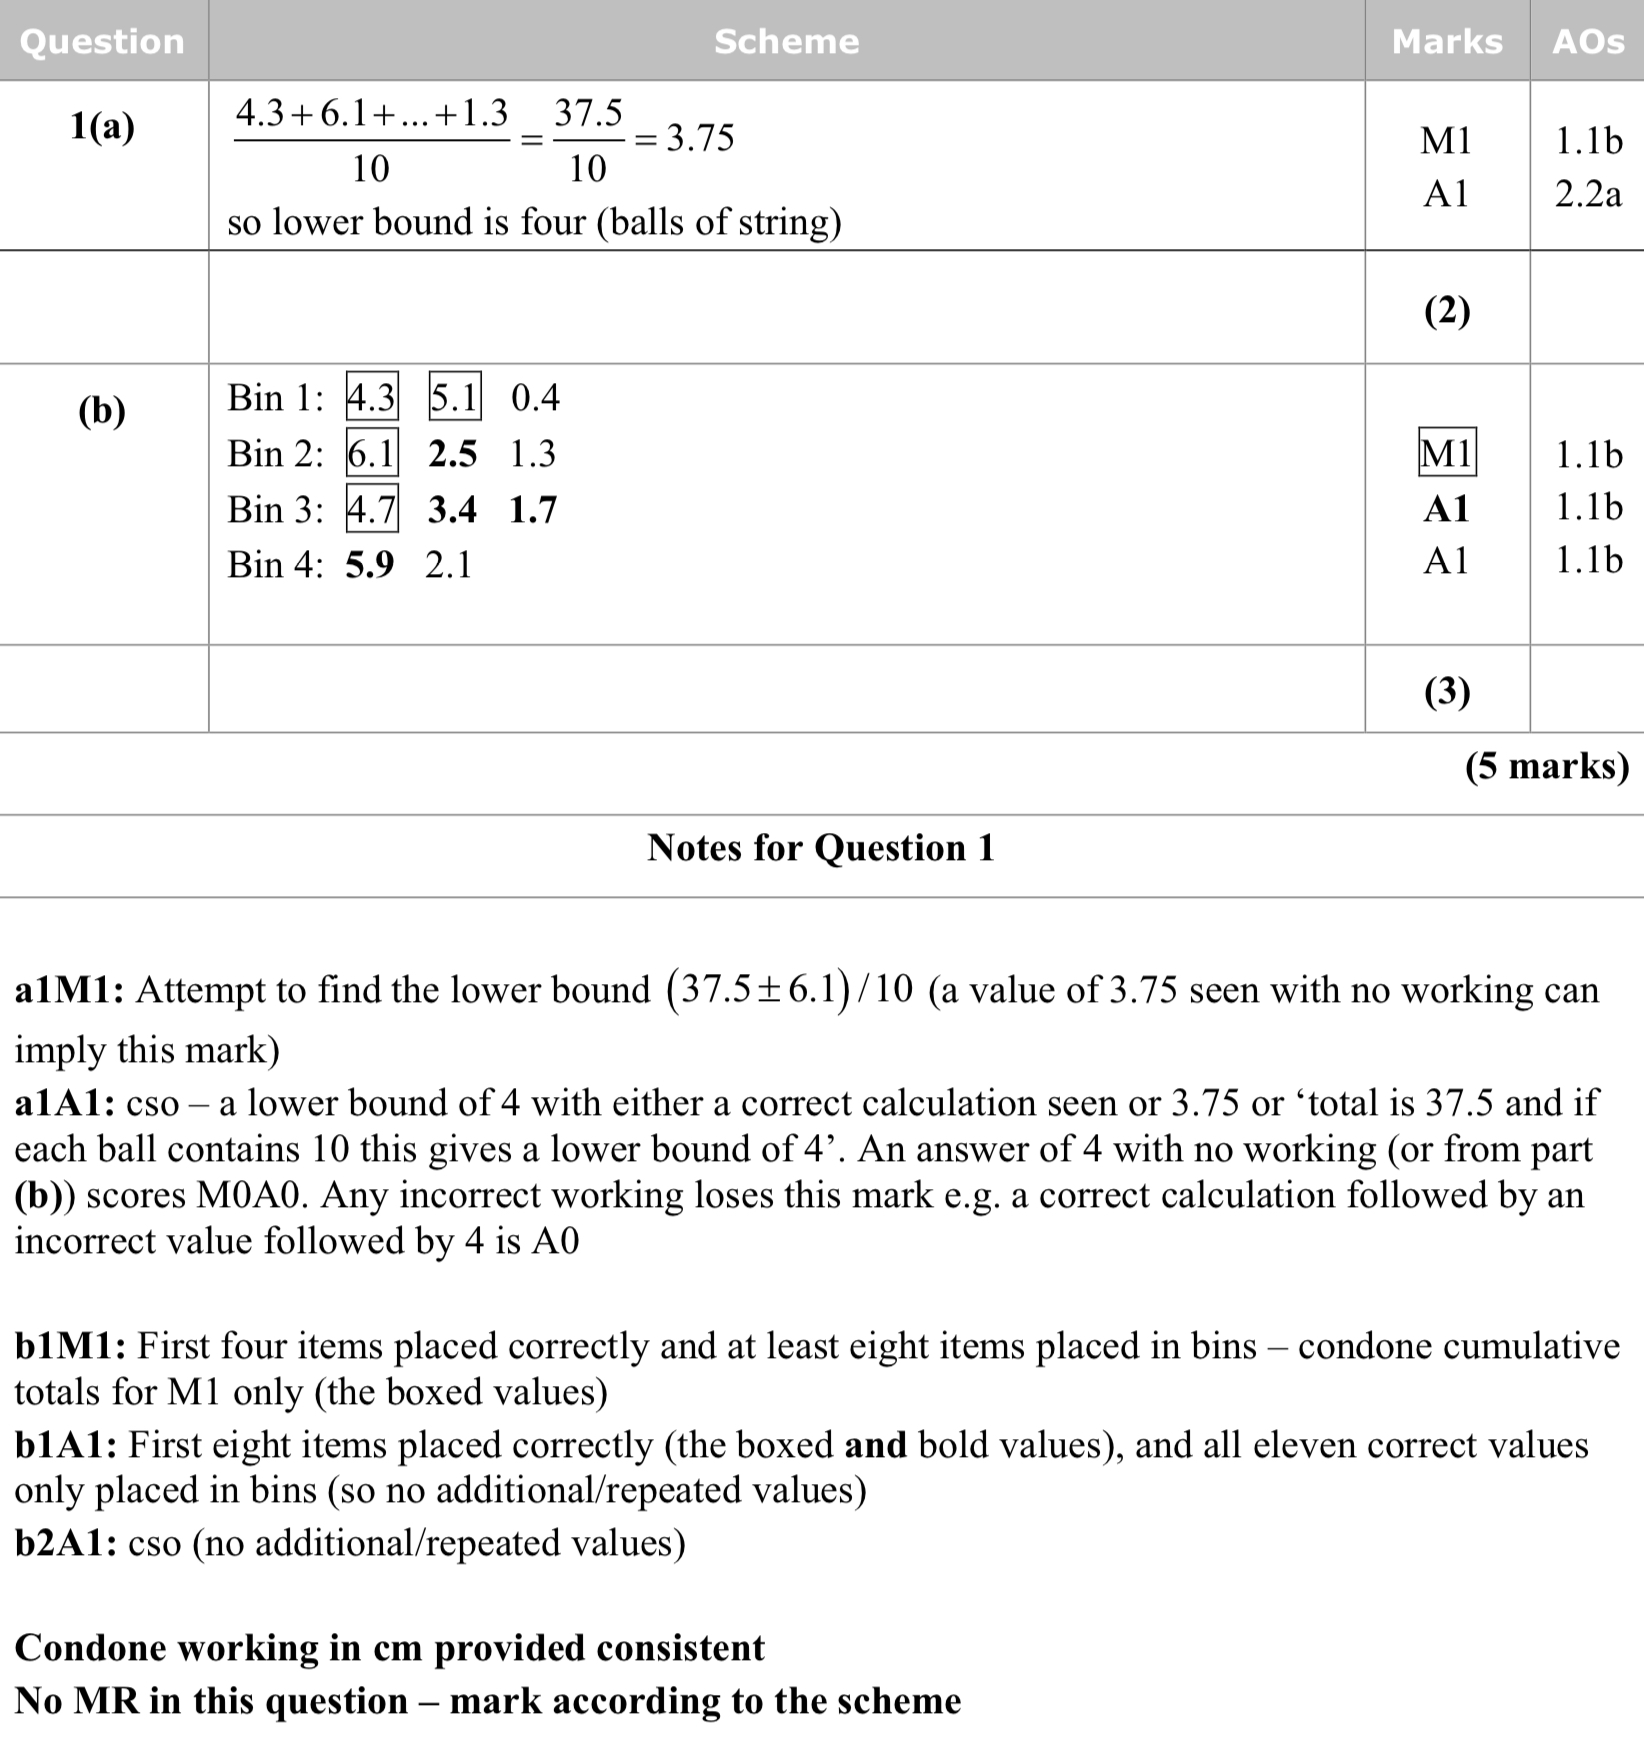 Question Scheme Marks AOs
1(a) 4.3+6.1+...+1.3 / 10 = 37.5 / 10 = 3.75 M1 1.1b
so lower bound is four (balls of string) A1 2.2a
(2)
(b) Bin 1: 4.3 5.1 0.4
Bin 2: 6.1 2.5 1.3 M1 1.1b
Bin 3: 4.7 3.4 1.7 A1 1.1b
Bin 4: 5.9 2.1 A1 1.1b
(3)
(5 marks)
Notes for Question 1
a1M1: Attempt to find the lower bound (37.5±6.1)/10 (a value of 3.75 seen with no working can
imply this mark)
a1A1: cso – a lower bound of 4 with either a correct calculation seen or 3.75 or ‘total is 37.5 and if
each ball contains 10 this gives a lower bound of 4’. An answer of 4 with no working (or from part
(b)) scores M0A0. Any incorrect working loses this mark e.g. a correct calculation followed by an
incorrect value followed by 4 is A0
b1M1: First four items placed correctly and at least eight items placed in bins – condone cumulative
totals for M1 only (the boxed values)
b1A1: First eight items placed correctly (the boxed and bold values), and all eleven correct values
only placed in bins (so no additional/repeated values)
b2A1: cso (no additional/repeated values)
Condone working in cm provided consistent
No MR in this question – mark according to the scheme